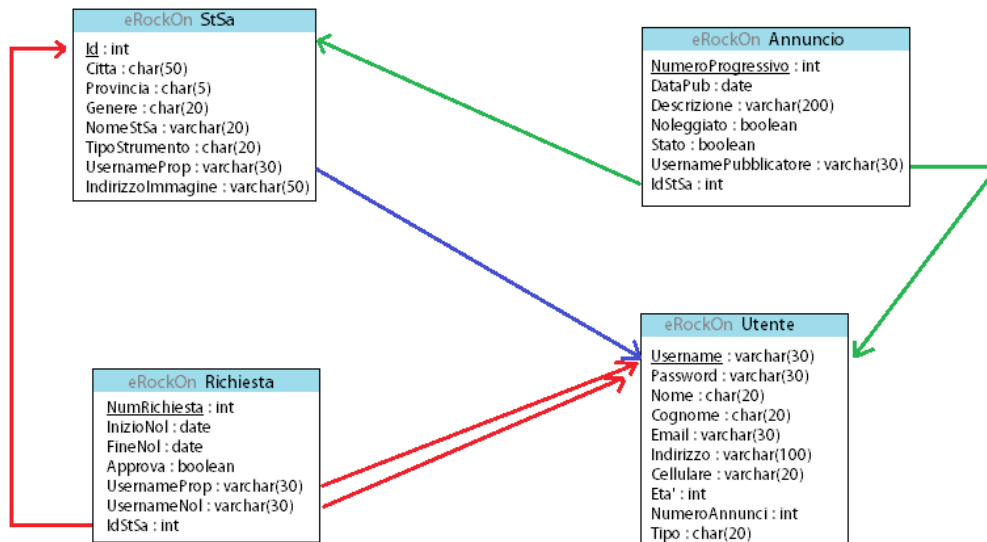 eRockOn StSa
Id : int
Citta : char(50)
Provincia : char(5)
Genere : char(20)
NomeStSa : varchar(20)
TipoStrumento : char(20)
UsernameProp : varchar(30)
IndirizzoImmagine : varchar(50)
eRockOn Annuncio
NumeroProgressivo : int
DataPub : date
Descrizione : varchar(200)
Noleggiato : boolean
Stato : boolean
UsernamePubblicatore : varchar(30)
IdStSa : int
eRockOn Richiesta
NumRichiesta : int
InizioNol : date
FineNol : date
Approva : boolean
UsernameProp : varchar(30)
UsernameNol : varchar(30)
IdStSa : int
eRockOn Utente
Username : varchar(30)
Password : varchar(30)
Nome : char(20)
Cognome : char(20)
Email : varchar(30)
Indirizzo : varchar(100)
Cellulare : varchar(20)
Eta' : int
NumeroAnnunci : int
Tipo : char(20)